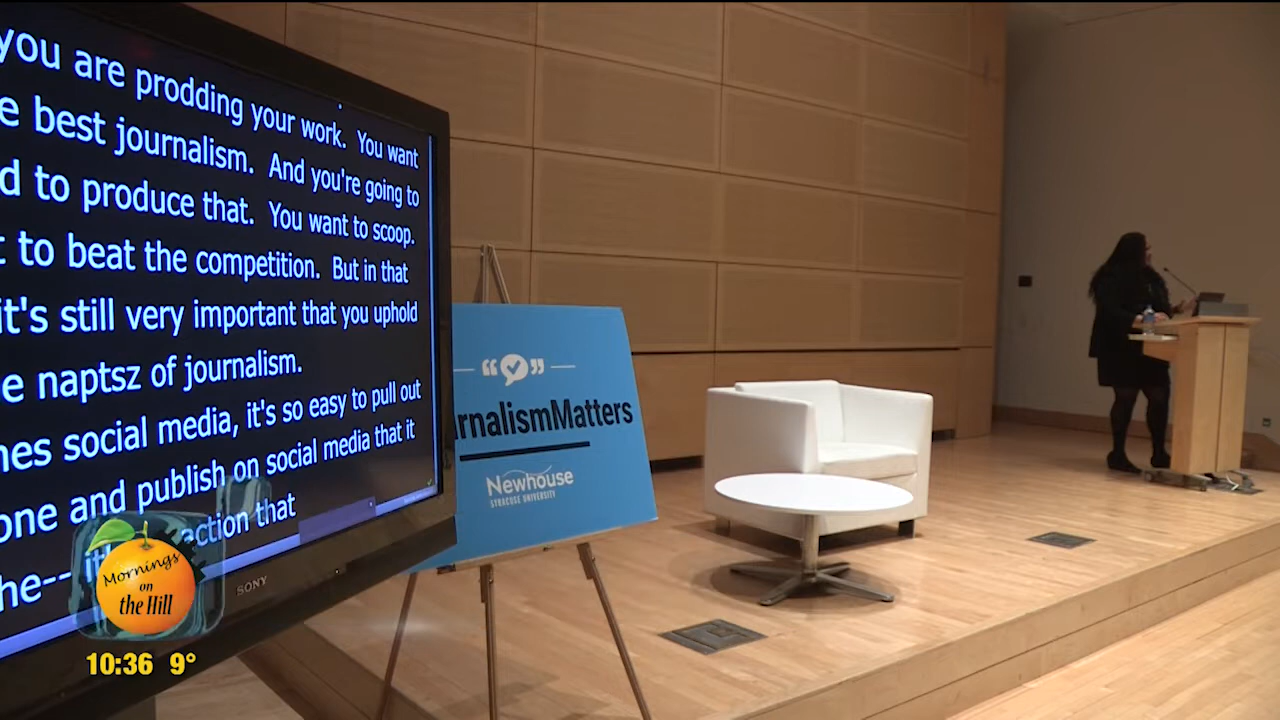 you are prodding your work. You want
e best journalism. And you're going to
d to produce that. You want to scoop.
t to beat the competition. But in that
it's still very important that you uphold
e naptsz of journalism.
nes social media, it's so easy to pull out
one and publish on social media that it
he-- ction that
SONY
“ ”
rnalismMatters
Newhouse
SYRACUSE UNIVERSITY
Mornings
on
the Hill
10:36 9°